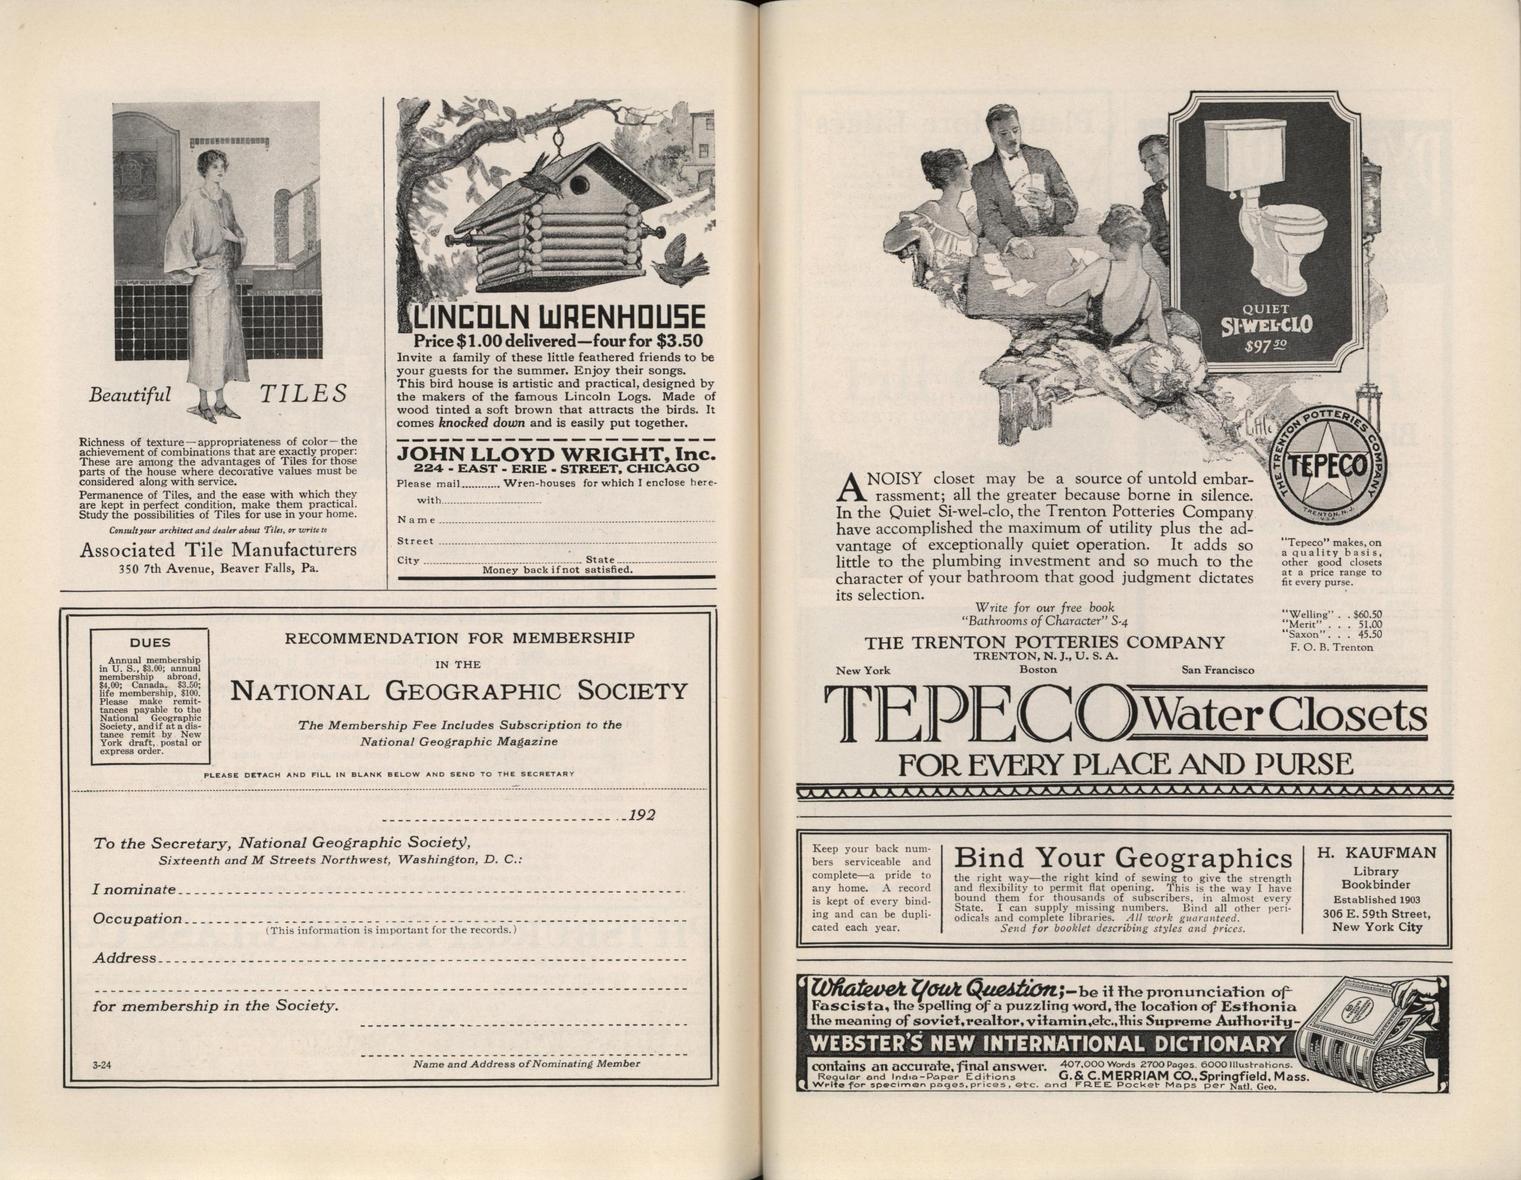 Beautiful TILES
Richness of texture—appropriateness of color—the
achievement of combinations that are exactly proper:
These are among the advantages of Tiles for those
parts of the house where decorative values must be
considered along with service.
Permanence of Tiles, and the ease with which they
are kept in perfect condition, make them practical.
Study the possibilities of Tiles for use in your home.
Consult your architect and dealer about Tiles, or write to
Associated Tile Manufacturers
350 7th Avenue, Beaver Falls, Pa.
LINCOLN WRENHOUSE
Price $1.00 delivered—four for $3.50
Invite a family of these little feathered friends to be
your guests for the summer. Enjoy their songs.
This bird house is artistic and practical, designed by
the makers of the famous Lincoln Logs. Made of
wood tinted a soft brown that attracts the birds. It
comes knocked down and is easily put together.
JOHN LLOYD WRIGHT, Inc.
224 - EAST - ERIE - STREET, CHICAGO
Please mail............ Wren-houses for which I enclose here-
with
Name
Street
City State
Money back if not satisfied.
DUES
Annual membership
in U. S., $3.00; annual
membership abroad,
$4.00; Canada, $3.50;
life membership, $100.
Please make remit-
tances payable to the
National Geographic
Society, and if at a dis-
tance remit by New
York draft, postal or
express order.
RECOMMENDATION FOR MEMBERSHIP
IN THE
NATIONAL GEOGRAPHIC SOCIETY
The Membership Fee Includes Subscription to the
National Geographic Magazine
PLEASE DETACH AND FILL IN BLANK BELOW AND SEND TO THE SECRETARY
192
To the Secretary, National Geographic Society,
Sixteenth and M Streets Northwest, Washington, D. C.:
I nominate
Occupation
(This information is important for the records.)
Address
for membership in the Society.
3-24
Name and Address of Nominating Member
QUIET
SI-WEL-CLO
$97.50
THE TRENTON POTTERIES COMPANY
TEPECO
TRENTON, N.J.
U.S.A.
A NOISY closet may be a source of untold embar-
rassment; all the greater because borne in silence.
In the Quiet Si-wel-clo, the Trenton Potteries Company
have accomplished the maximum of utility plus the ad-
vantage of exceptionally quiet operation. It adds so
little to the plumbing investment and so much to the
character of your bathroom that good judgment dictates
its selection.
Write for our free book
"Bathrooms of Character" S-4
THE TRENTON POTTERIES COMPANY
TRENTON, N. J., U. S. A.
New York Boston San Francisco
"Tepeco" makes, on
a quality basis,
other good closets
at a price range to
fit every purse.
"Welling" . . $60.50
"Merit" . . . 51.00
"Saxon" . . . 45.50
F. O. B. Trenton
TEPECO Water Closets
FOR EVERY PLACE AND PURSE
Keep your back num-
bers serviceable and
complete—a pride to
any home. A record
is kept of every bind-
ing and can be dupli-
cated each year.
Bind Your Geographics
the right way—the right kind of sewing to give the strength
and flexibility to permit flat opening. This is the way I have
bound them for thousands of subscribers, in almost every
State. I can supply missing numbers. Bind all other peri-
odicals and complete libraries. All work guaranteed.
Send for booklet describing styles and prices.
H. KAUFMAN
Library
Bookbinder
Established 1903
306 E. 59th Street,
New York City
Whatever Your Question;—be it the pronunciation of
Fascista, the spelling of a puzzling word, the location of Esthonia
the meaning of soviet, realtor, vitamin, etc., this Supreme Authority—
WEBSTER'S NEW INTERNATIONAL DICTIONARY
contains an accurate, final answer. 407,000 Words 2700 Pages. 6000 Illustrations.
Regular and India-Paper Editions G. & C. MERRIAM CO., Springfield, Mass.
Write for specimen pages, prices, etc. and FREE Pocket Maps per Natl. Geo.